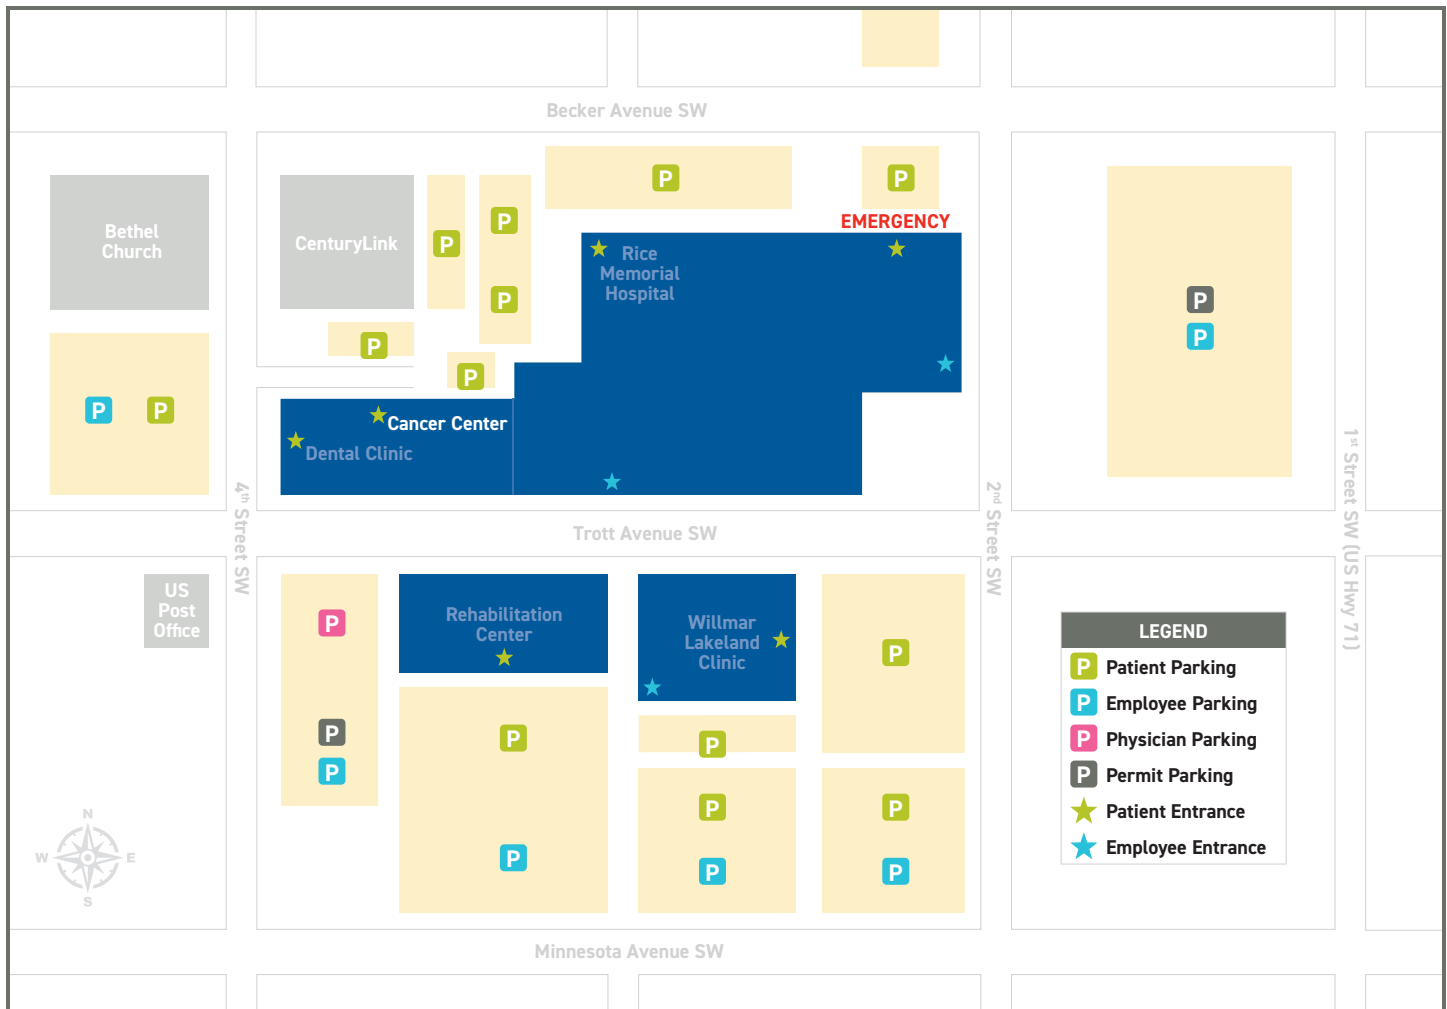 Becker Avenue SW
P
P
EMERGENCY
Bethel
Church
CenturyLink
P
P
P
Rice
Memorial
Hospital
P
P
P
P
P
P
P
Cancer Center
Dental Clinic
4th Street SW
2nd Street SW
1st Street SW (US Hwy 71)
Trott Avenue SW
US
Post
Office
P
P
P
Rehabilitation
Center
P
P
Willmar
Lakeland
Clinic
P
P
P
P
P
P
LEGEND
P Patient Parking
P Employee Parking
P Physician Parking
P Permit Parking
Patient Entrance
Employee Entrance
N
W E
S
Minnesota Avenue SW